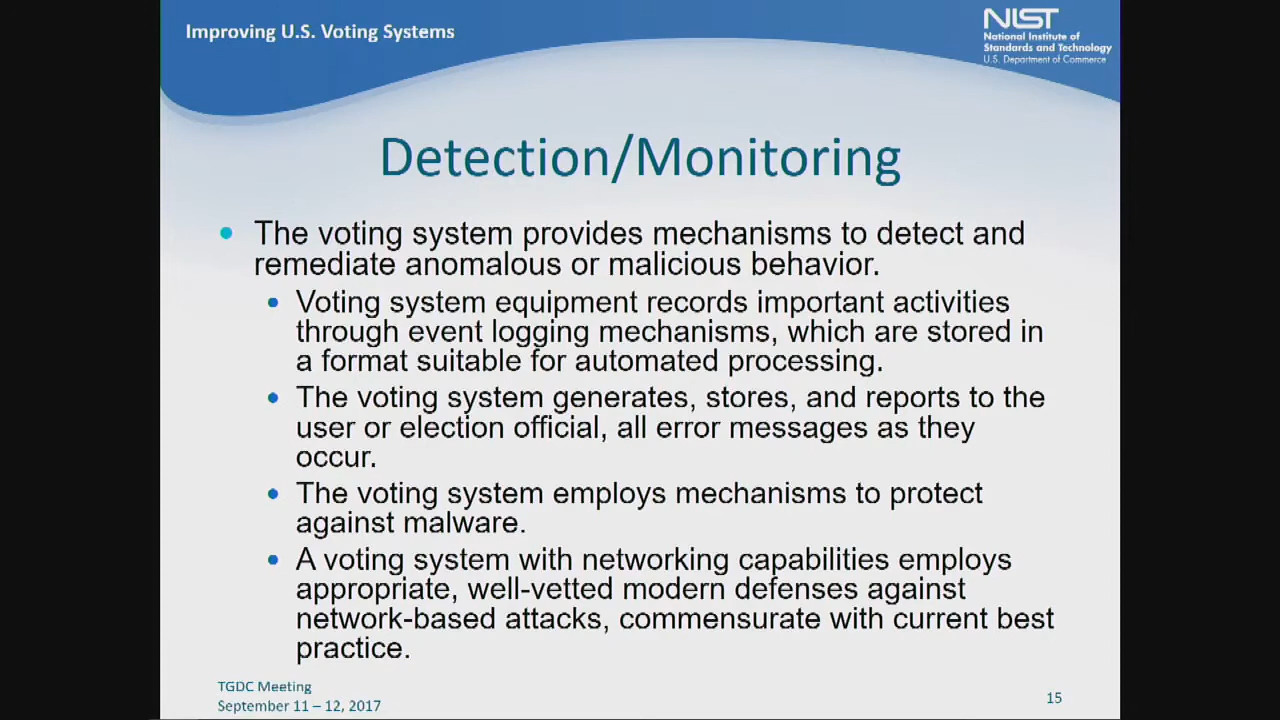 Improving U.S. Voting Systems
NIST
National Institute of
Standards and Technology
U.S. Department of Commerce
Detection/Monitoring
• The voting system provides mechanisms to detect and
remediate anomalous or malicious behavior.
• Voting system equipment records important activities
through event logging mechanisms, which are stored in
a format suitable for automated processing.
• The voting system generates, stores, and reports to the
user or election official, all error messages as they
occur.
• The voting system employs mechanisms to protect
against malware.
• A voting system with networking capabilities employs
appropriate, well-vetted modern defenses against
network-based attacks, commensurate with current best
practice.
TGDC Meeting
September 11 – 12, 2017
15